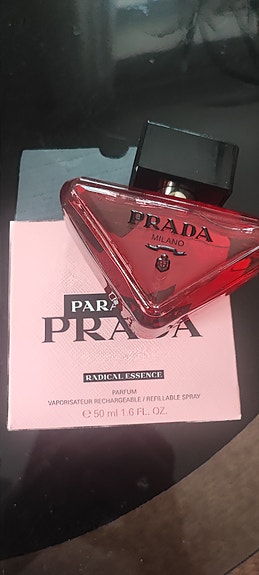 PRADA
MILANO
PARA
PRADA
RADICAL ESSENCE
PARFUM
VAPORISATEUR RECHARGEABLE / REFILLABLE SPRAY
℮ 50 ml 1.6 FL. OZ.